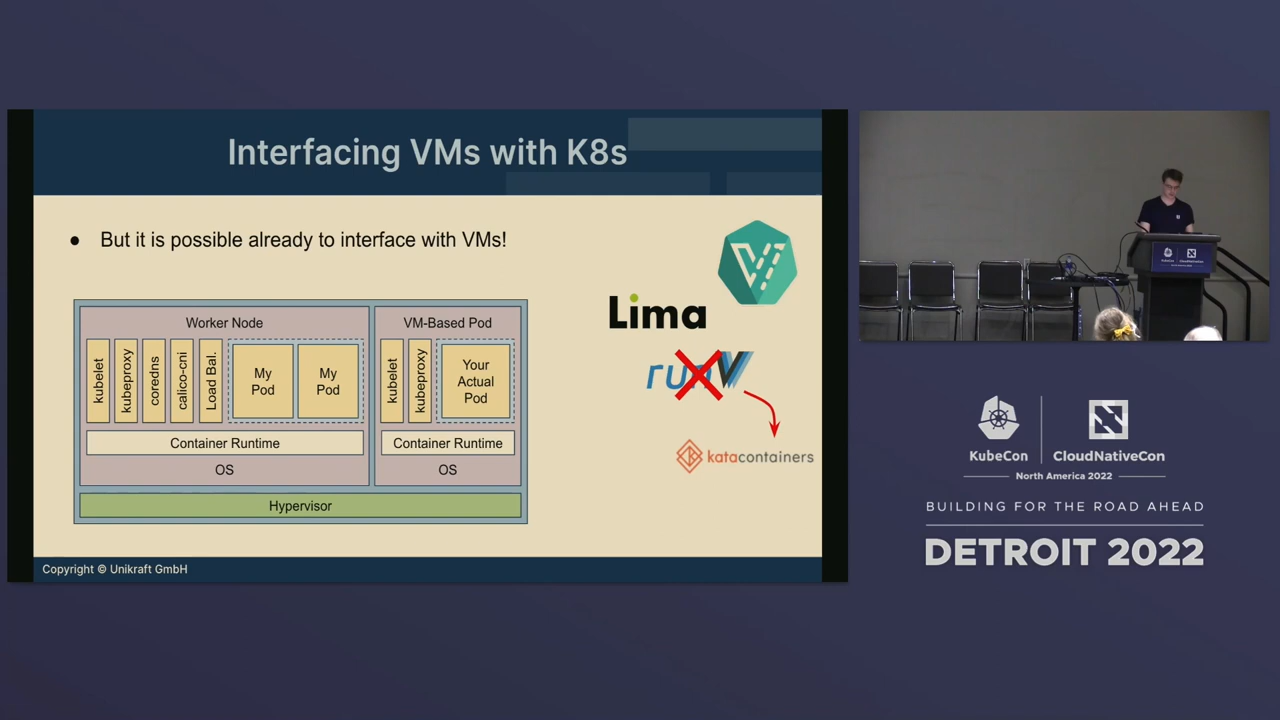 Interfacing VMs with K8s
● But it is possible already to interface with VMs!
Worker Node
kubelet
kubeproxy
coredns
calico-cni
Load Bal.
My
Pod
My
Pod
Container Runtime
OS
VM-Based Pod
kubelet
kubeproxy
Your
Actual
Pod
Container Runtime
OS
Hypervisor
Lima
runV
katacontainers
Copyright © Unikraft GmbH
KubeCon
CloudNativeCon
North America 2022
BUILDING FOR THE ROAD AHEAD
DETROIT 2022